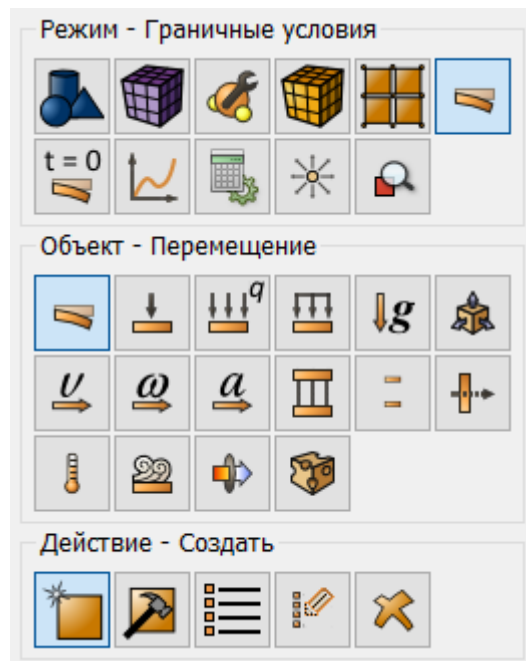 Режим - Граничные условия
t = 0
Объект - Перемещение
q
g
υ ω a
Действие - Создать